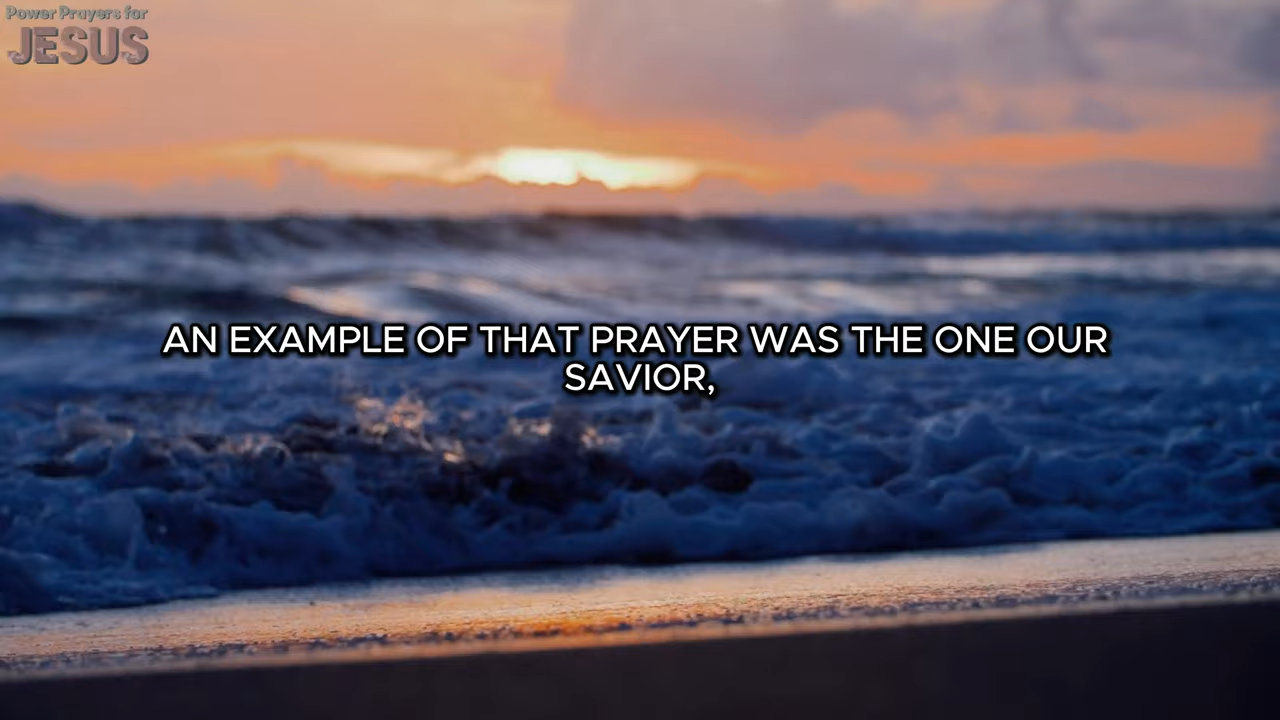 Power Prayers for
JESUS
AN EXAMPLE OF THAT PRAYER WAS THE ONE OUR
SAVIOR,